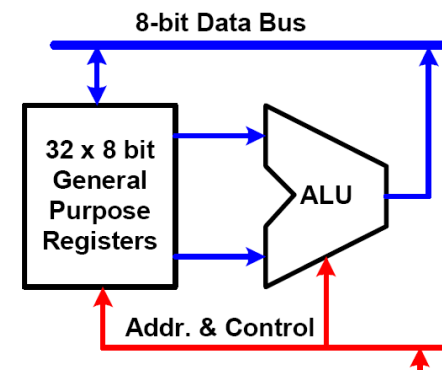 8-bit Data Bus
32 x 8 bit
General
Purpose
Registers
ALU
Addr. & Control